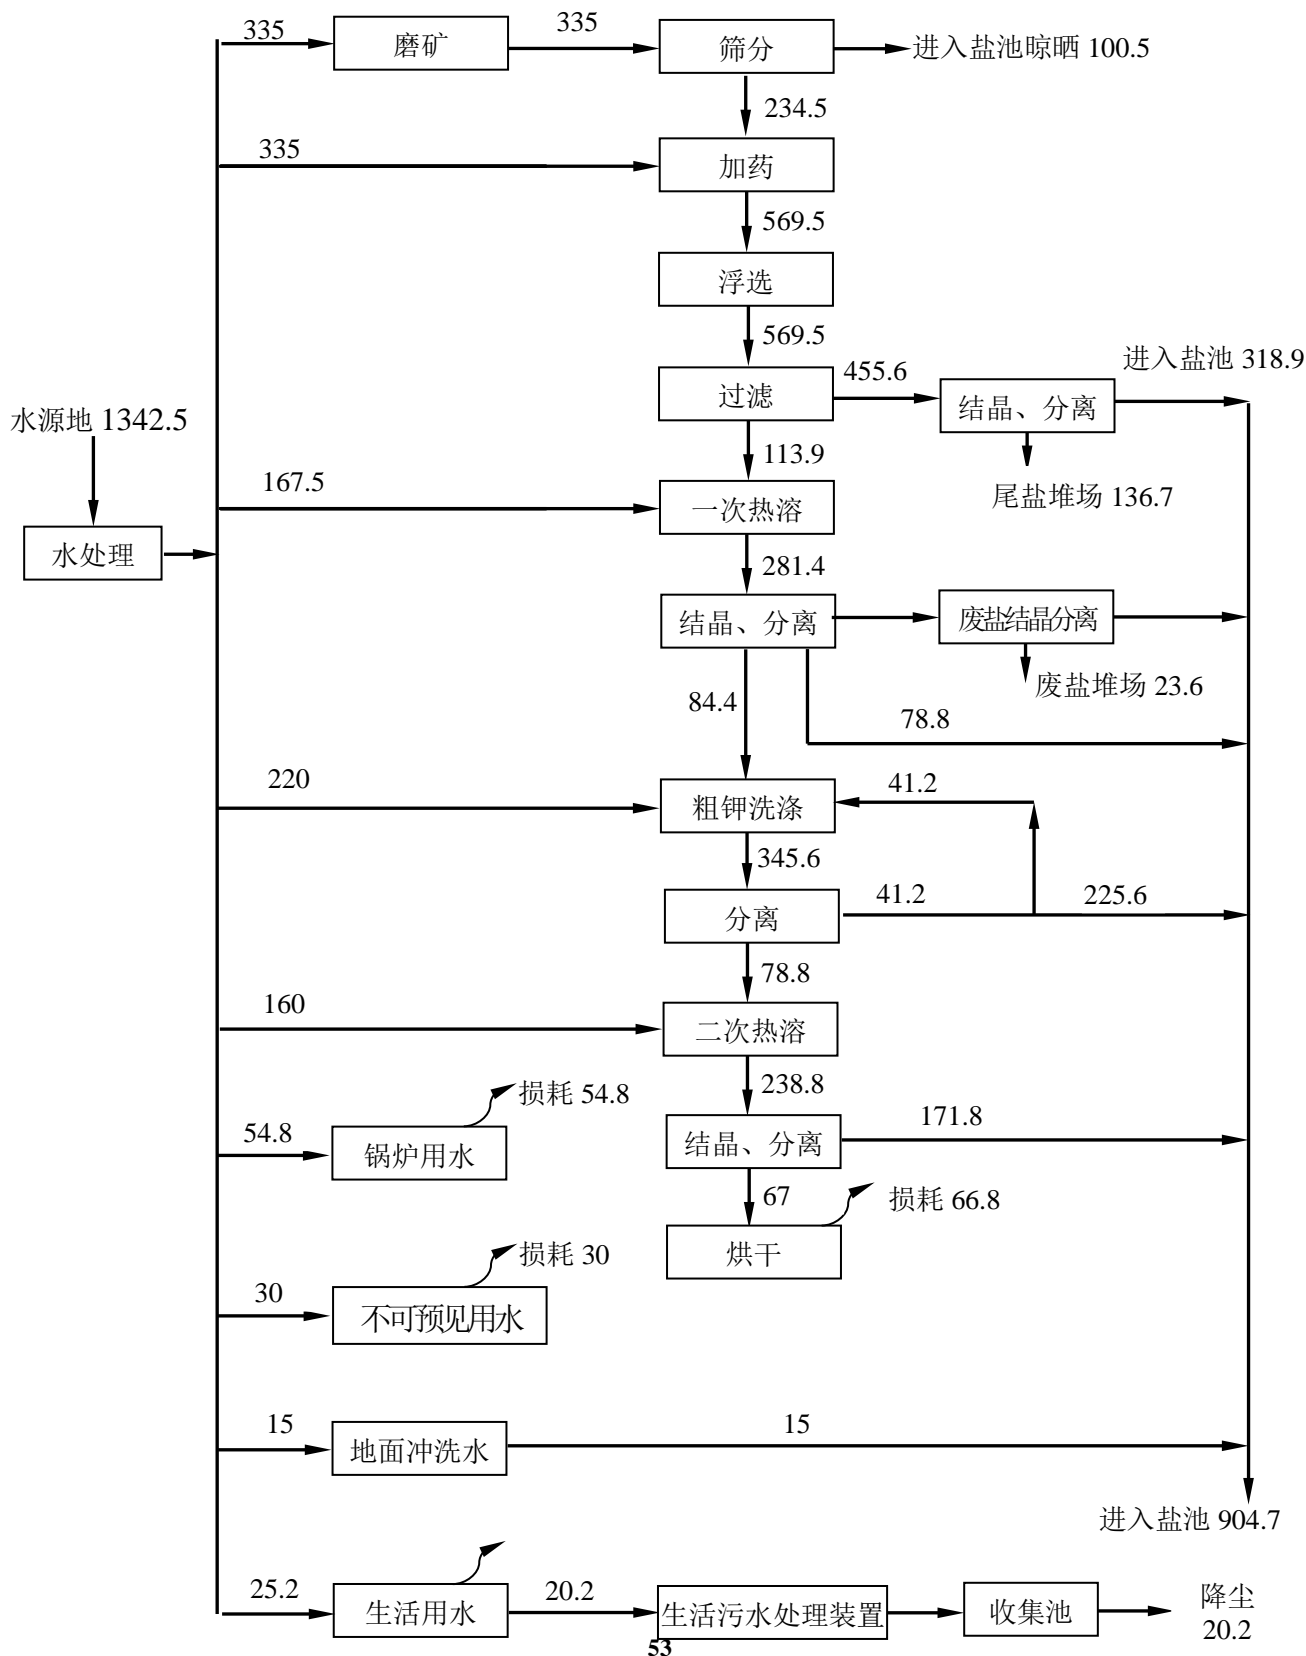 335
磨矿
335
筛分
进入盐池晾晒 100.5
234.5
335
加药
569.5
浮选
569.5
进入盐池 318.9
过滤
455.6
结晶、分离
水源地 1342.5
113.9
尾盐堆场 136.7
167.5
一次热溶
水处理
281.4
结晶、分离
废盐结晶分离
废盐堆场 23.6
84.4
78.8
220
粗钾洗涤
41.2
345.6
分离
41.2
225.6
78.8
160
二次热溶
238.8
损耗 54.8
54.8
锅炉用水
结晶、分离
171.8
67
损耗 66.8
烘干
损耗 30
30
不可预见用水
15
地面冲洗水
15
进入盐池 904.7
25.2
生活用水
20.2
生活污水处理装置
收集池
降尘
20.2
53